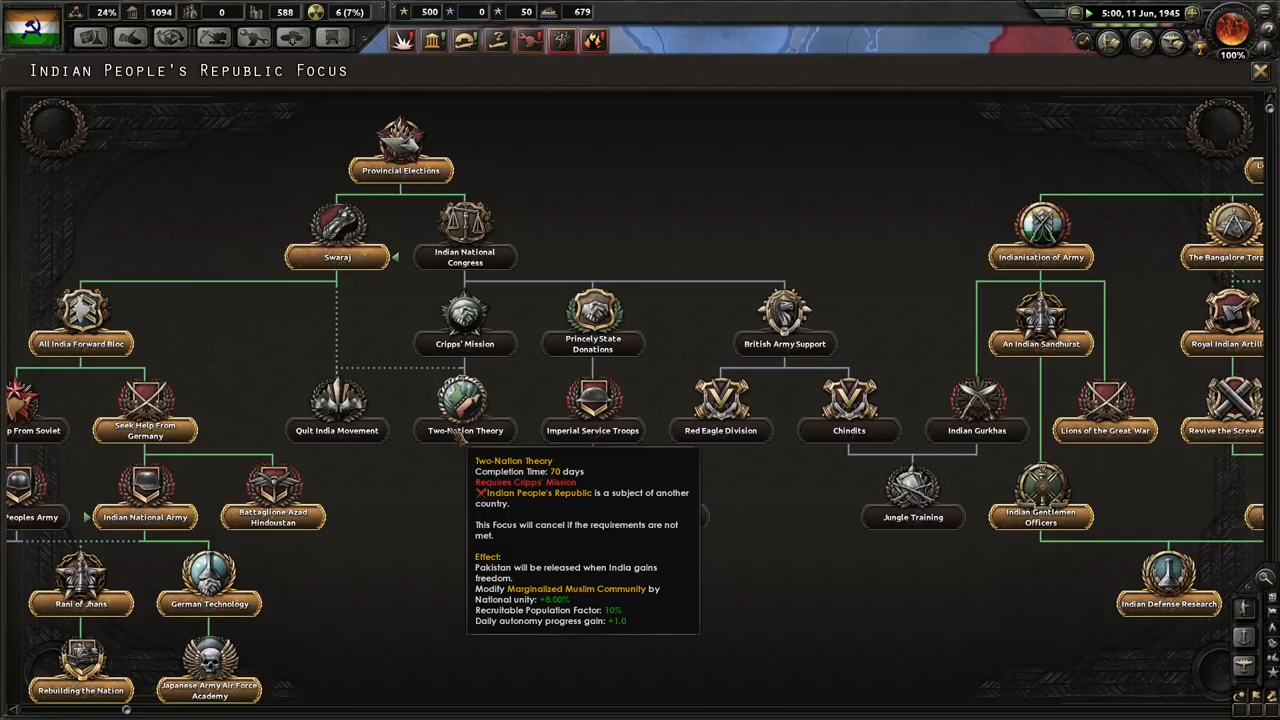 24%
1094
0
588
6 (7%)
500
0
50
679
5:00, 11 Jun, 1945
100%
Indian People's Republic Focus
Provincial Elections
Swaraj
Indian National
Congress
Indianisation of Army
The Bangalore Torp
All India Forward Bloc
Cripps' Mission
Princely State
Donations
British Army Support
An Indian Sandhurst
Royal Indian Artill
p From Soviet
Seek Help From
Germany
Quit India Movement
Two-Nation Theory
Imperial Service Troops
Red Eagle Division
Chindits
Indian Gurkhas
Lions of the Great War
Revive the Screw G
Two-Nation Theory
Completion Time: 70 days
Requires Cripps' Mission
Indian People's Republic is a subject of another
country.
This Focus will cancel if the requirements are not
met.
Effect:
Pakistan will be released when India gains
freedom.
Modify Marginalized Muslim Community by
National unity: +8.00%
Recruitable Population Factor: 10%
Daily autonomy progress gain: +1.0
Peoples Army
Indian National Army
Battaglione Azad
Hindoustan
Jungle Training
Indian Gentlemen
Officers
Rani of Jhans
German Technology
Indian Defense Research
Rebuilding the Nation
Japanese Army Air Force
Academy